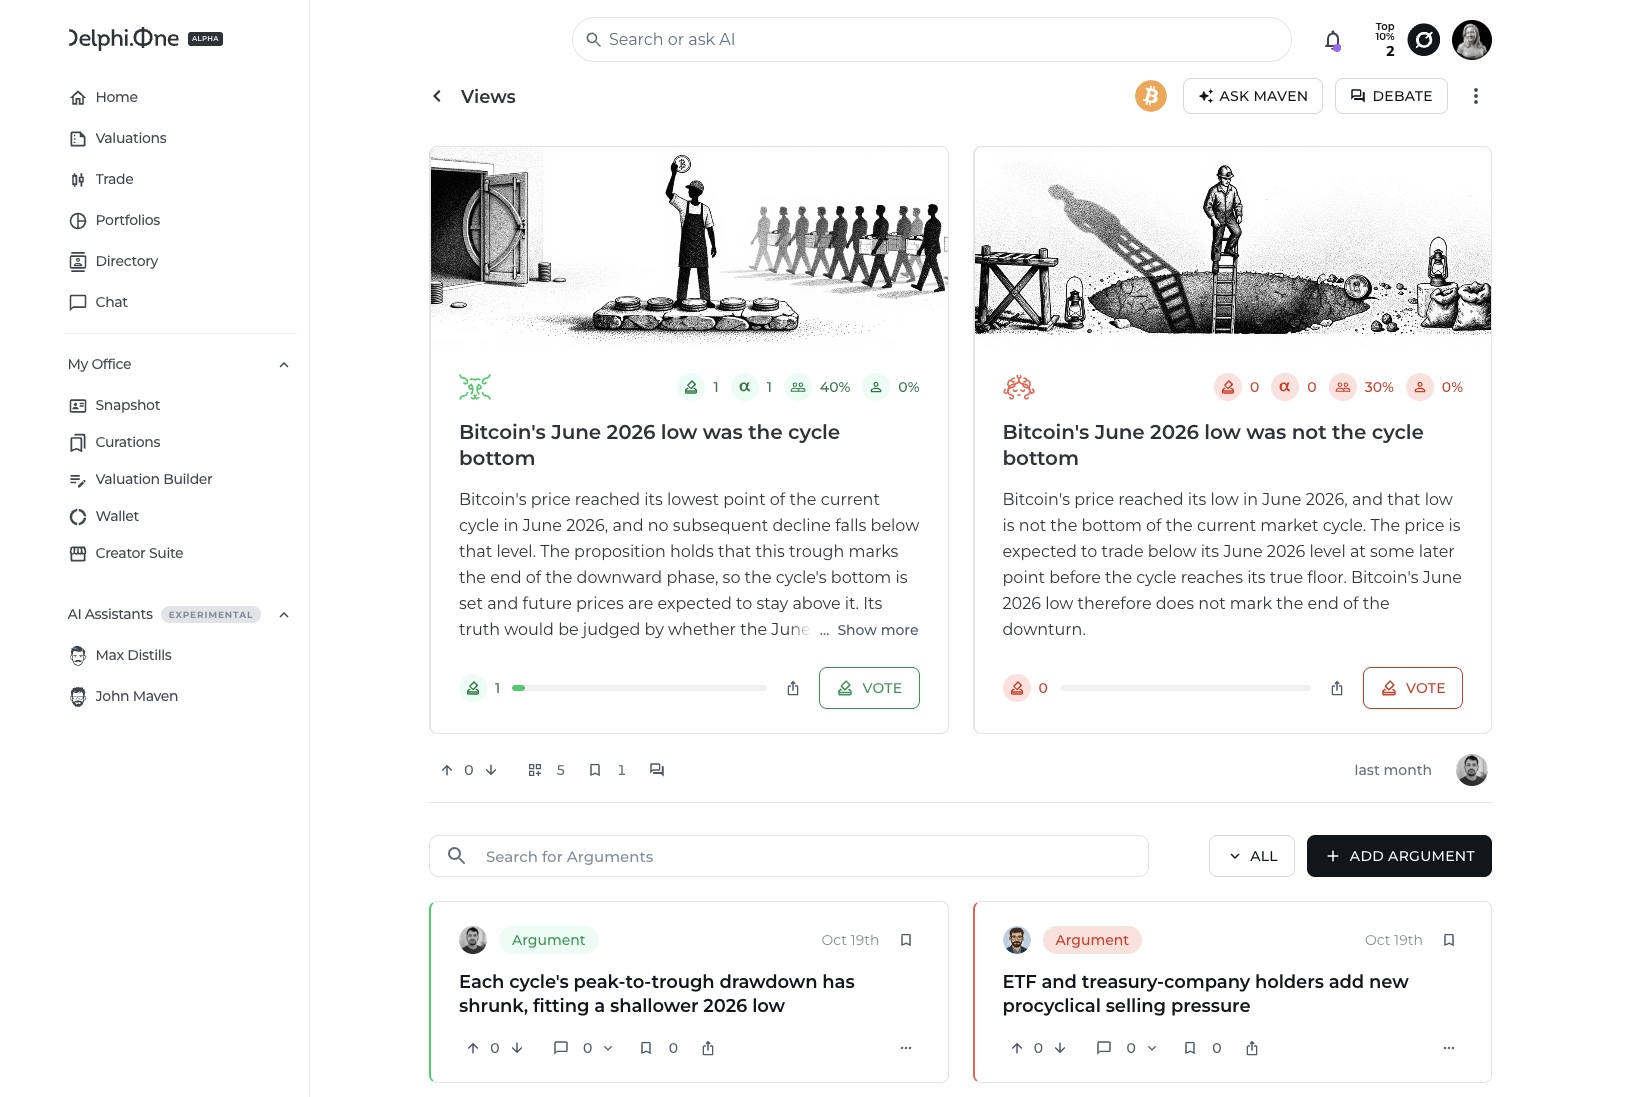 Delphi.One ALPHA
Search or ask AI
Top
10%
2
Home
Valuations
Trade
Portfolios
Directory
Chat
My Office
Snapshot
Curations
Valuation Builder
Wallet
Creator Suite
AI Assistants EXPERIMENTAL
Max Distills
John Maven
Views
ASK MAVEN
DEBATE
1 α 1 40% 0%
Bitcoin's June 2026 low was the cycle
bottom
Bitcoin's price reached its lowest point of the current
cycle in June 2026, and no subsequent decline falls below
that level. The proposition holds that this trough marks
the end of the downward phase, so the cycle's bottom is
set and future prices are expected to stay above it. Its
truth would be judged by whether the June ... Show more
1 VOTE
0 α 0 30% 0%
Bitcoin's June 2026 low was not the cycle
bottom
Bitcoin's price reached its low in June 2026, and that low
is not the bottom of the current market cycle. The price is
expected to trade below its June 2026 level at some later
point before the cycle reaches its true floor. Bitcoin's June
2026 low therefore does not mark the end of the
downturn.
0 VOTE
0 5 1 last month
Search for Arguments
ALL
+ ADD ARGUMENT
Argument Oct 19th
Each cycle's peak-to-trough drawdown has
shrunk, fitting a shallower 2026 low
0 0 0 ...
Argument Oct 19th
ETF and treasury-company holders add new
procyclical selling pressure
0 0 0 ...